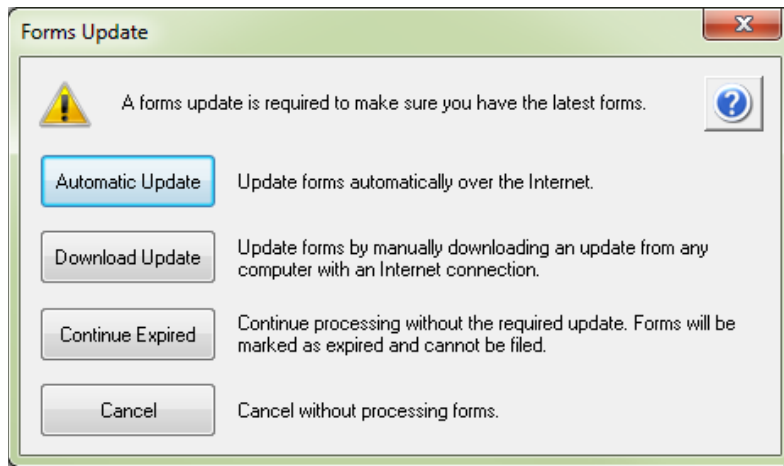 Forms Update
A forms update is required to make sure you have the latest forms.
Automatic Update
Update forms automatically over the Internet.
Download Update
Update forms by manually downloading an update from any
computer with an Internet connection.
Continue Expired
Continue processing without the required update. Forms will be
marked as expired and cannot be filed.
Cancel
Cancel without processing forms.